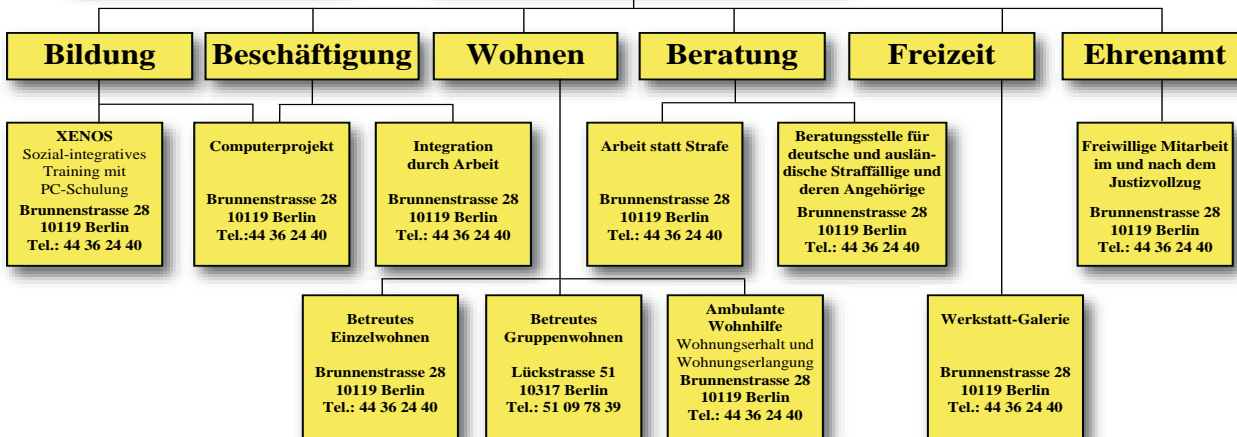 Bildung
Beschäftigung
Wohnen
Beratung
Freizeit
Ehrenamt
XENOS
Sozial-integratives
Training mit
PC-Schulung
Brunnenstrasse 28
10119 Berlin
Tel.: 44 36 24 40
Computerprojekt
Brunnenstrasse 28
10119 Berlin
Tel.:44 36 24 40
Integration
durch Arbeit
Brunnenstrasse 28
10119 Berlin
Tel.: 44 36 24 40
Arbeit statt Strafe
Brunnenstrasse 28
10119 Berlin
Tel.: 44 36 24 40
Beratungsstelle für
deutsche und auslän-
dische Straffällige und
deren Angehörige
Brunnenstrasse 28
10119 Berlin
Tel.: 44 36 24 40
Freiwillige Mitarbeit
im und nach dem
Justizvollzug
Brunnenstrasse 28
10119 Berlin
Tel.: 44 36 24 40
Betreutes
Einzelwohnen
Brunnenstrasse 28
10119 Berlin
Tel.: 44 36 24 40
Betreutes
Gruppenwohnen
Lückstrasse 51
10317 Berlin
Tel.: 51 09 78 39
Ambulante
Wohnhilfe
Wohnungserhalt und
Wohnungserlangung
Brunnenstrasse 28
10119 Berlin
Tel.: 44 36 24 40
Werkstatt-Galerie
Brunnenstrasse 28
10119 Berlin
Tel.: 44 36 24 40